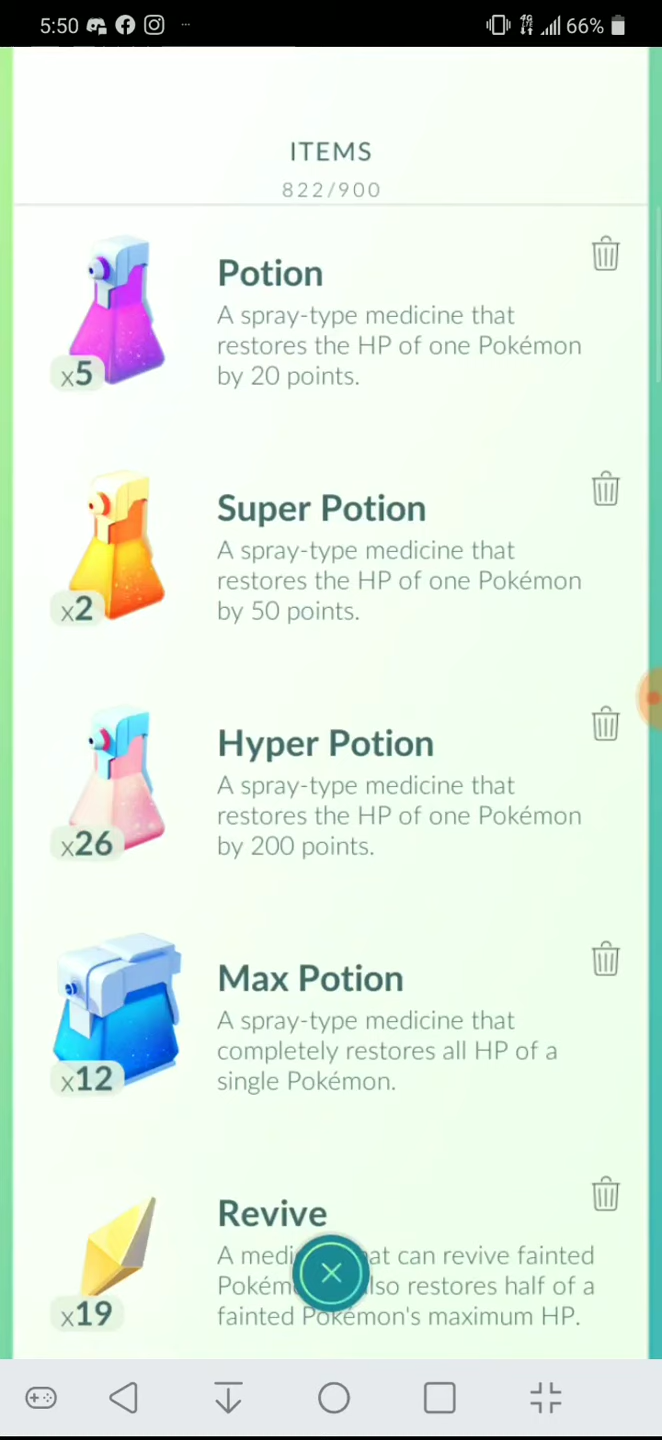 5:50
4G
66%
ITEMS
822/900
Potion
A spray-type medicine that
restores the HP of one Pokémon
by 20 points.
x5
Super Potion
A spray-type medicine that
restores the HP of one Pokémon
by 50 points.
x2
Hyper Potion
A spray-type medicine that
restores the HP of one Pokémon
by 200 points.
x26
Max Potion
A spray-type medicine that
completely restores all HP of a
single Pokémon.
x12
Revive
A can revive fainted
restores half of a
fainted Pokémon's maximum HP.
x19